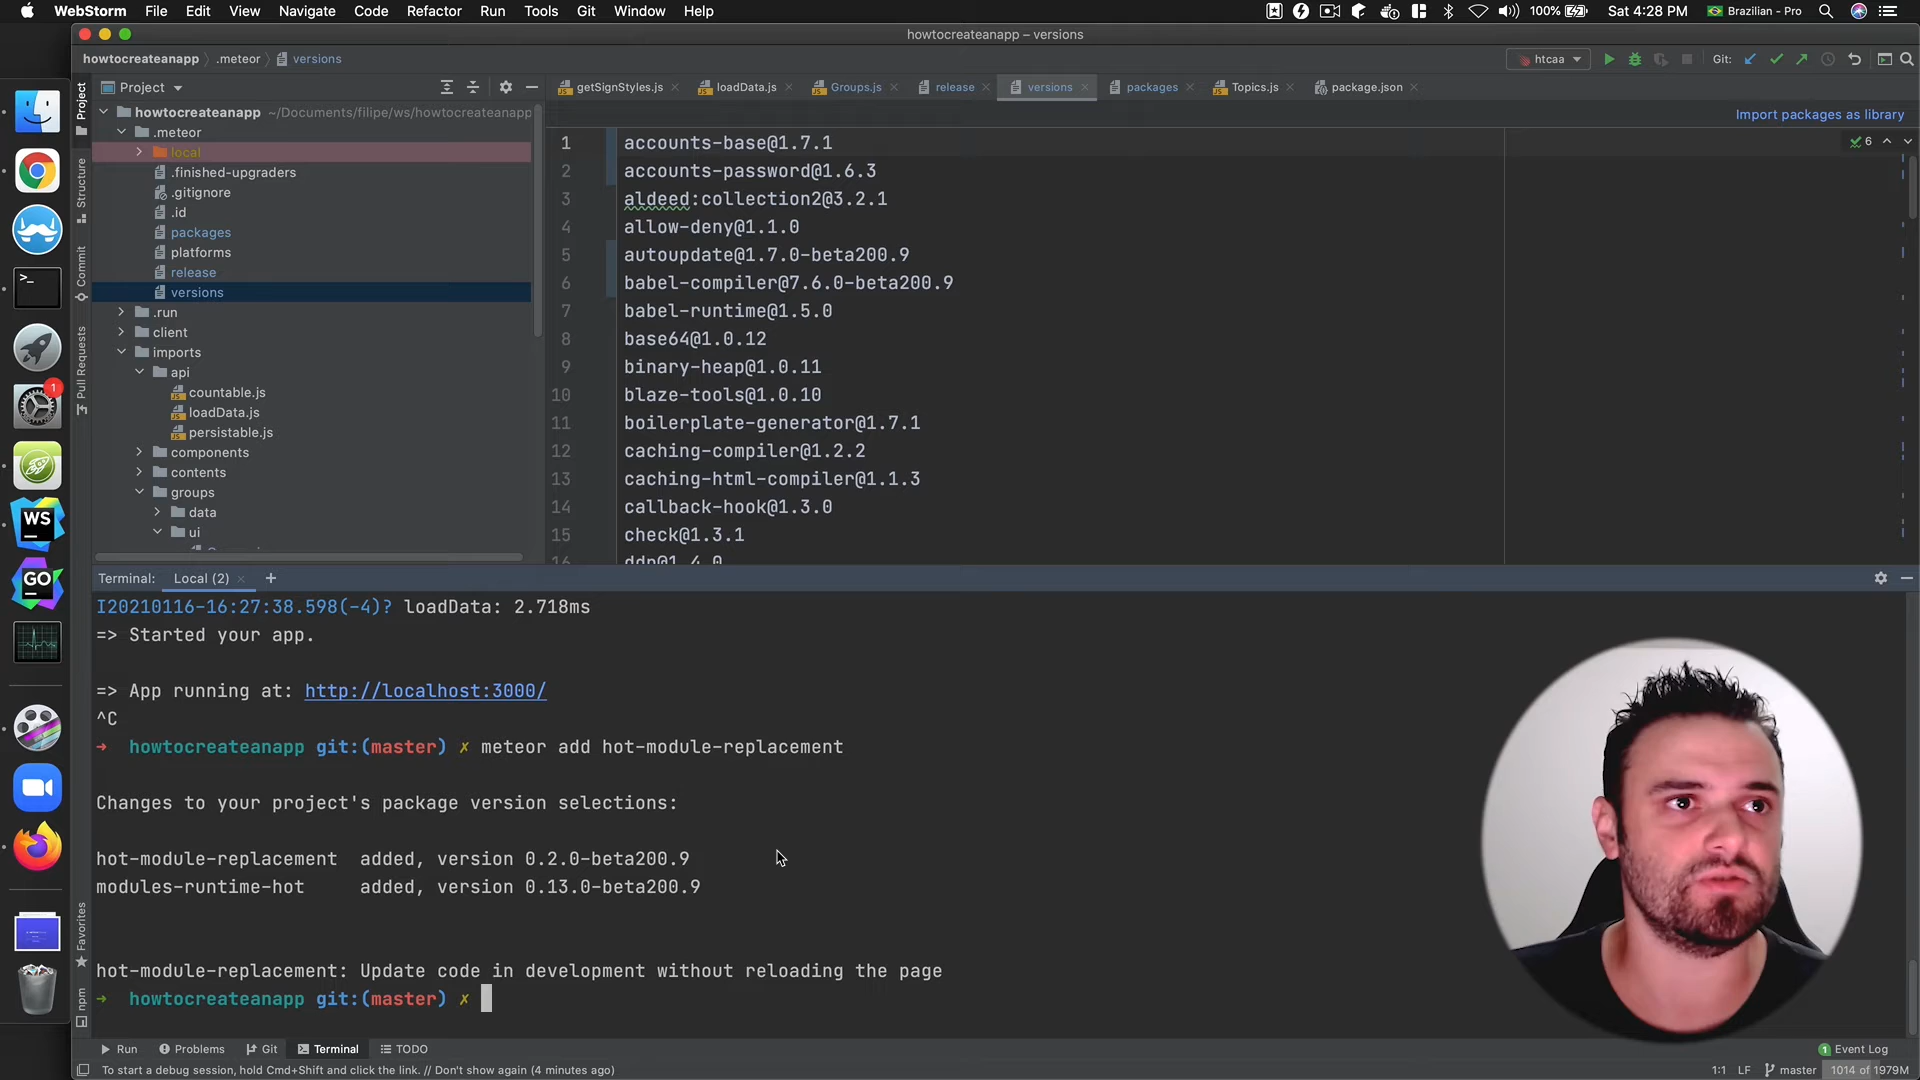 WebStorm File Edit View Navigate Code Refactor Run Tools Git Window Help
100% Sat 4:28 PM Brazilian - Pro
howtocreateanapp – versions
howtocreateanapp .meteor versions
htcaa Git:
Project
getSignStyles.js loadData.js Groups.js release versions packages Topics.js package.json
Import packages as library
howtocreateanapp ~/Documents/filipe/ws/howtocreateanapp
.meteor
local
.finished-upgraders
.gitignore
.id
packages
platforms
release
versions
.run
client
imports
api
countable.js
loadData.js
persistable.js
components
contents
groups
data
ui
Project
Structure
Commit
Pull Requests
Favorites
npm
1 accounts-base@1.7.1
2 accounts-password@1.6.3
3 aldeed:collection2@3.2.1
4 allow-deny@1.1.0
5 autoupdate@1.7.0-beta200.9
6 babel-compiler@7.6.0-beta200.9
7 babel-runtime@1.5.0
8 base64@1.0.12
9 binary-heap@1.0.11
10 blaze-tools@1.0.10
11 boilerplate-generator@1.7.1
12 caching-compiler@1.2.2
13 caching-html-compiler@1.1.3
14 callback-hook@1.3.0
15 check@1.3.1
16 ddp@1.4.0
6
1
>_
WS
GO
Terminal: Local (2) +
I20210116-16:27:38.598(-4)? loadData: 2.718ms
=> Started your app.
=> App running at: http://localhost:3000/
^C
➜ howtocreateanapp git:(master) ✗ meteor add hot-module-replacement
Changes to your project's package version selections:
hot-module-replacement added, version 0.2.0-beta200.9
modules-runtime-hot added, version 0.13.0-beta200.9
hot-module-replacement: Update code in development without reloading the page
➜ howtocreateanapp git:(master) ✗
Run Problems Git Terminal TODO
1 Event Log
To start a debug session, hold Cmd+Shift and click the link. // Don't show again (4 minutes ago)
1:1 LF master 1014 of 1979M